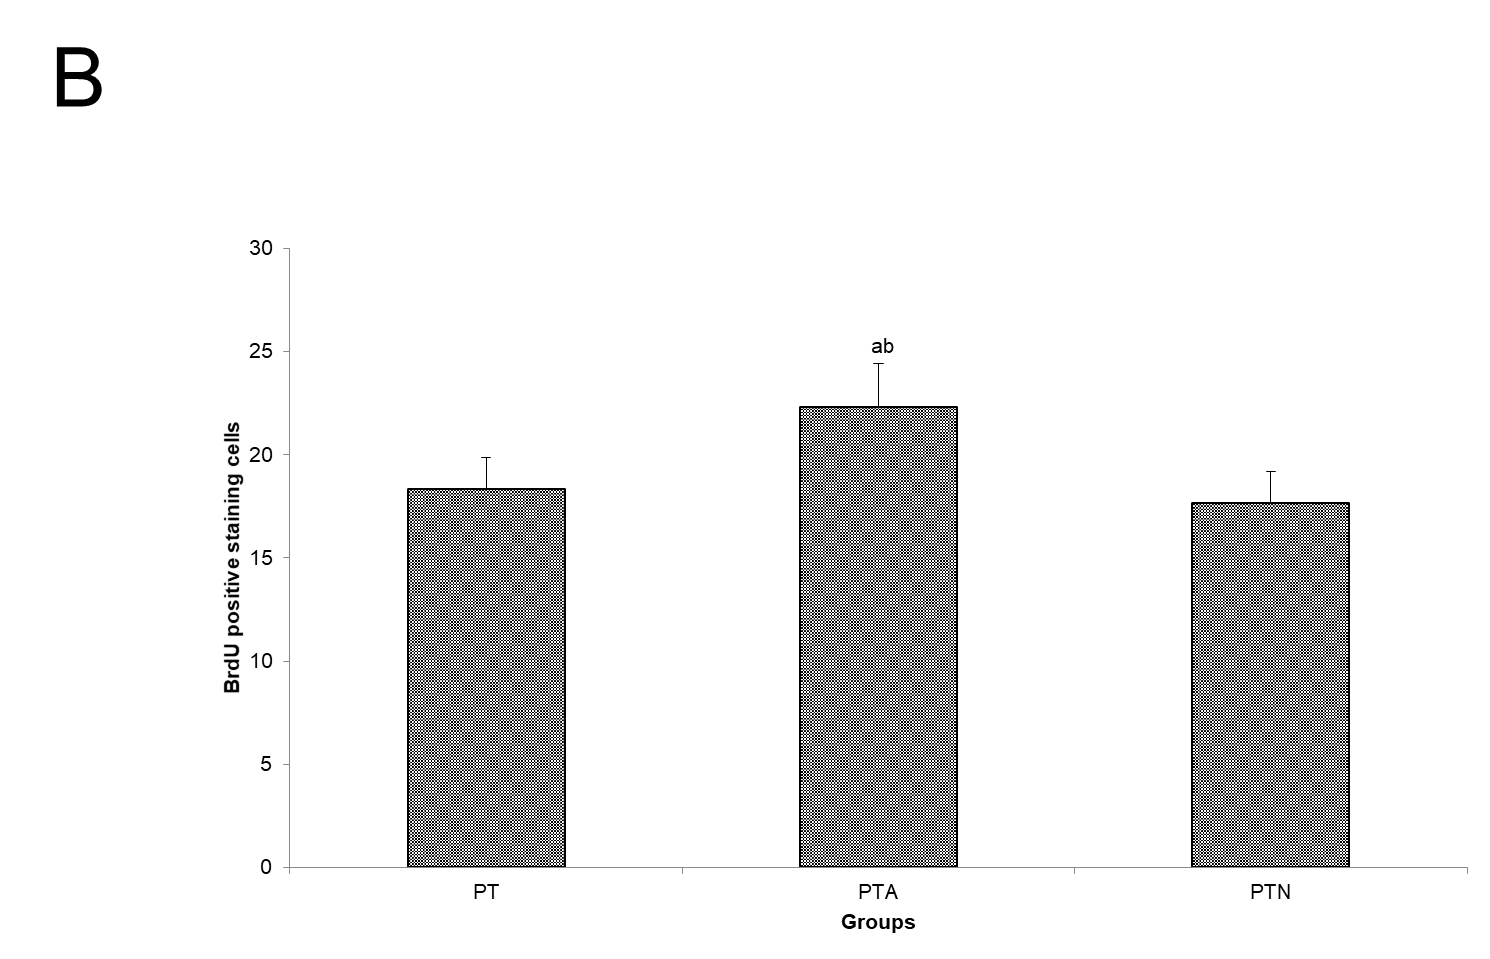 B
30
25
20
15
10
5
0
BrdU positive staining cells
ab
PT
PTA
PTN
Groups